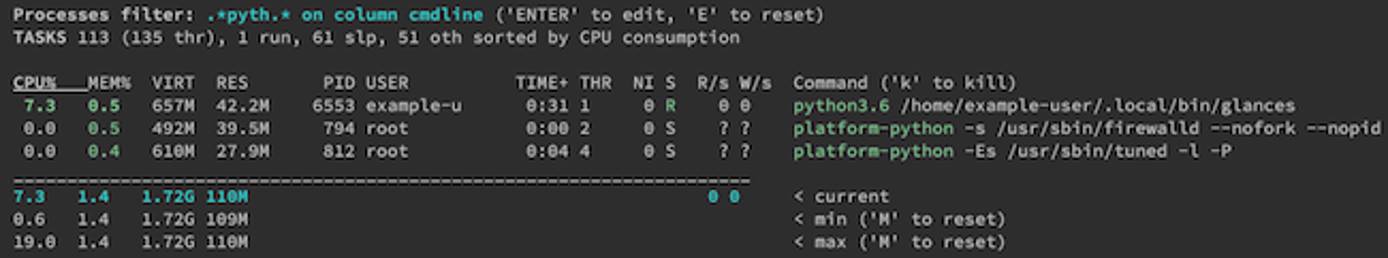 Processes filter: .*pyth.* on column cmdline ('ENTER' to edit, 'E' to reset)
TASKS 113 (135 thr), 1 run, 61 slp, 51 oth sorted by CPU consumption
CPU% MEM% VIRT RES PID USER TIME+ THR NI S R/s W/s Command ('k' to kill)
7.3 0.5 657M 42.2M 6553 example-u 0:31 1 0 R 0 0 python3.6 /home/example-user/.local/bin/glances
0.0 0.5 492M 39.5M 794 root 0:00 2 0 S ? ? platform-python -s /usr/sbin/firewalld --nofork --nopid
0.0 0.4 610M 27.9M 812 root 0:04 4 0 S ? ? platform-python -Es /usr/sbin/tuned -l -P
7.3 1.4 1.72G 110M 0 0 < current
0.6 1.4 1.72G 109M < min ('M' to reset)
19.0 1.4 1.72G 110M < max ('M' to reset)